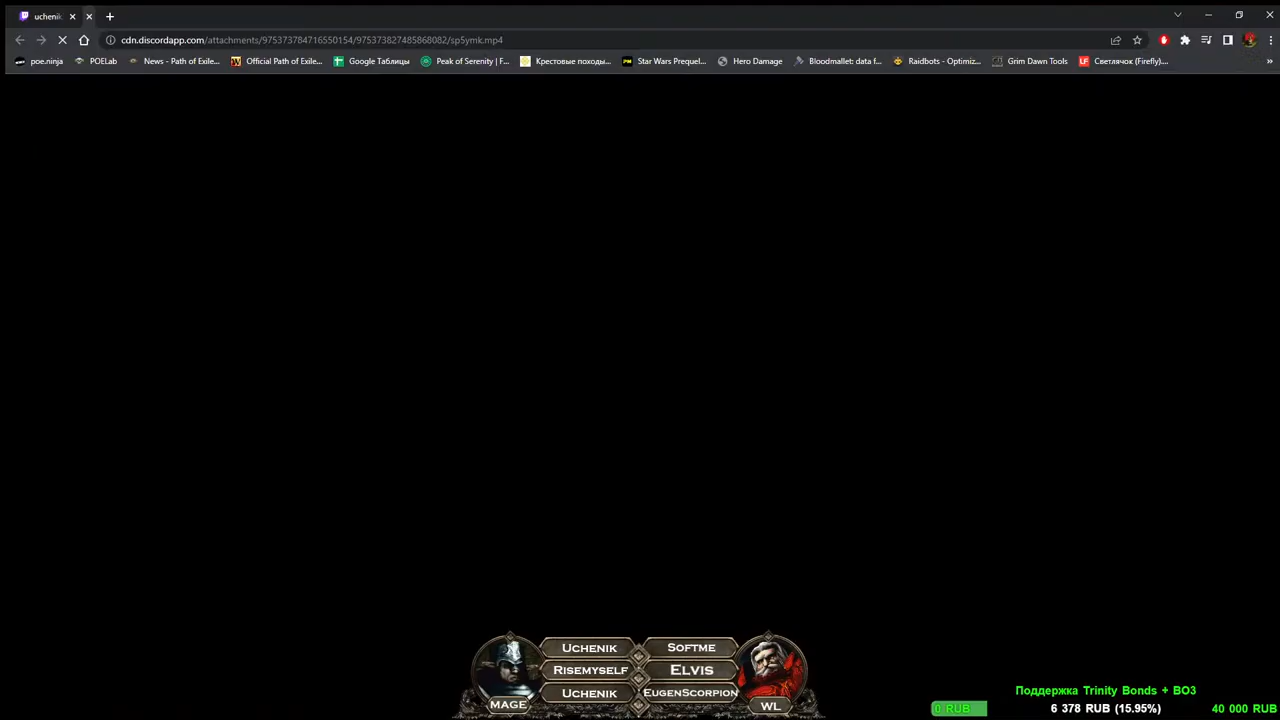 uchenik
cdn.discordapp.com/attachments/975373784716550154/975373827485868082/sp5ymk.mp4
poe.ninja POELab News - Path of Exile... Official Path of Exile... Google Таблицы Peak of Serenity | F... Крестовые походы... Star Wars Prequel... Hero Damage Bloodmallet: data f... Raidbots - Optimiz... Grim Dawn Tools LF Светлячок (Firefly)....
Uchenik Softme
Risemyself Elvis
Uchenik EugenScorpion
MAGE WL
Поддержка Trinity Bonds + BO3
0 RUB 6 378 RUB (15.95%) 40 000 RUB